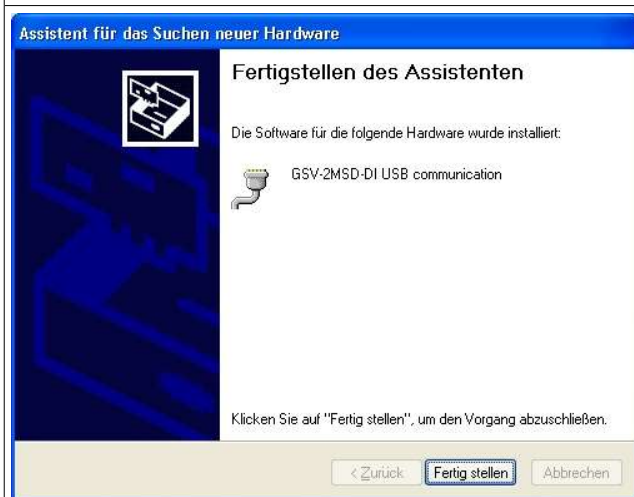 Assistent für das Suchen neuer Hardware
Fertigstellen des Assistenten
Die Software für die folgende Hardware wurde installiert:
GSV-2MSD-DI USB communication
Klicken Sie auf "Fertig stellen", um den Vorgang abzuschließen.
< Zurück Fertig stellen Abbrechen